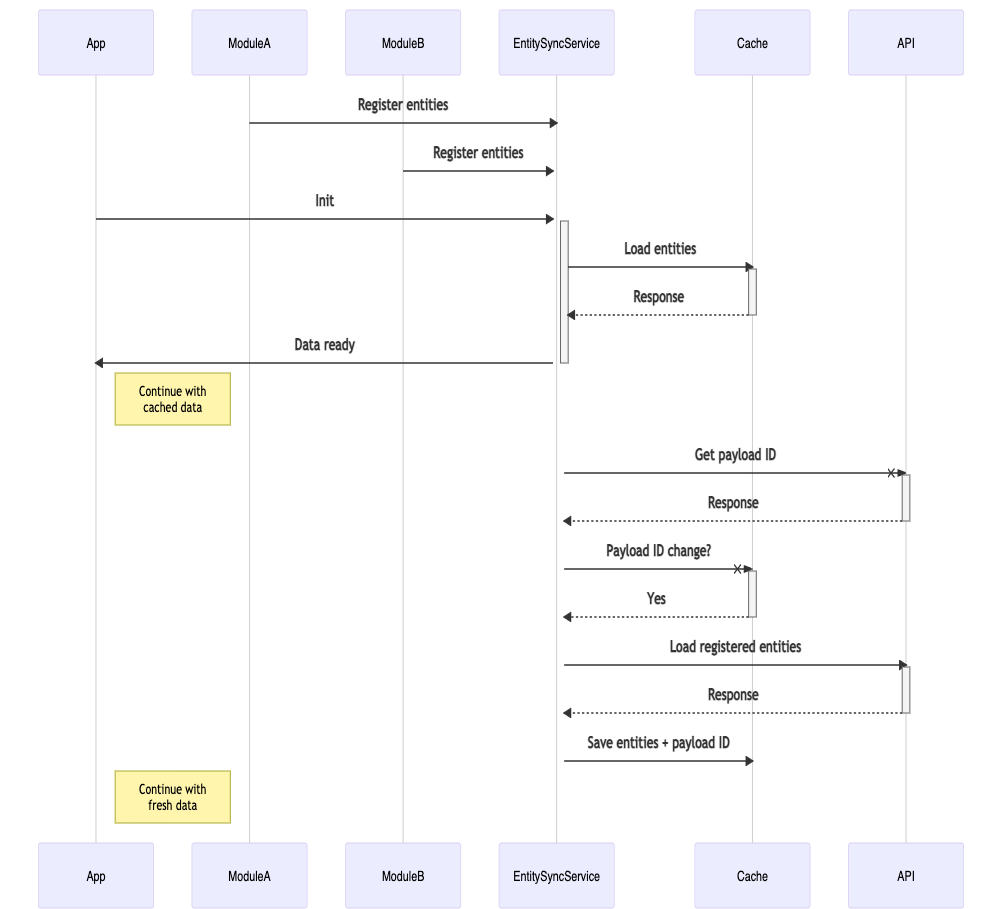 App
ModuleA
ModuleB
EntitySyncService
Cache
API
Register entities
Register entities
Init
Load entities
Response
Data ready
Continue with
cached data
Get payload ID
Response
Payload ID change?
Yes
Load registered entities
Response
Save entities + payload ID
Continue with
fresh data
App
ModuleA
ModuleB
EntitySyncService
Cache
API